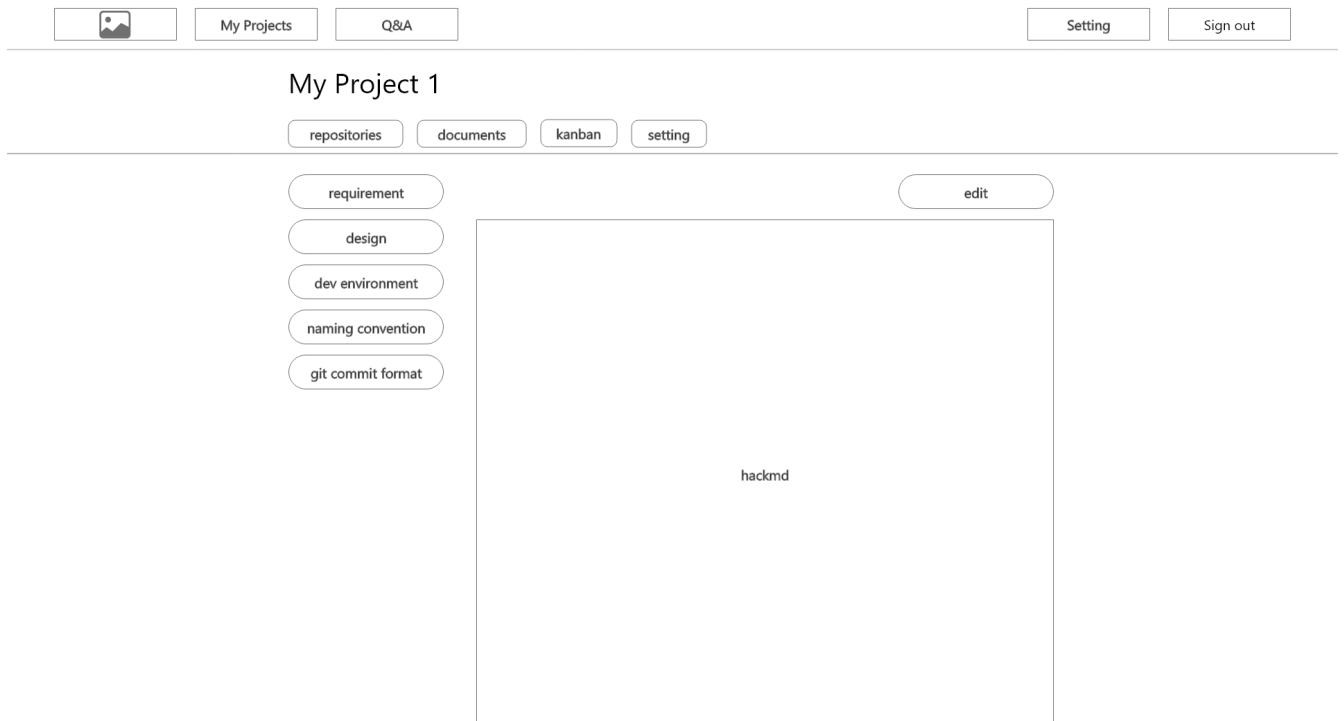 My Projects
Q&A
Setting
Sign out
My Project 1
repositories
documents
kanban
setting
requirement
edit
design
dev environment
naming convention
git commit format
hackmd